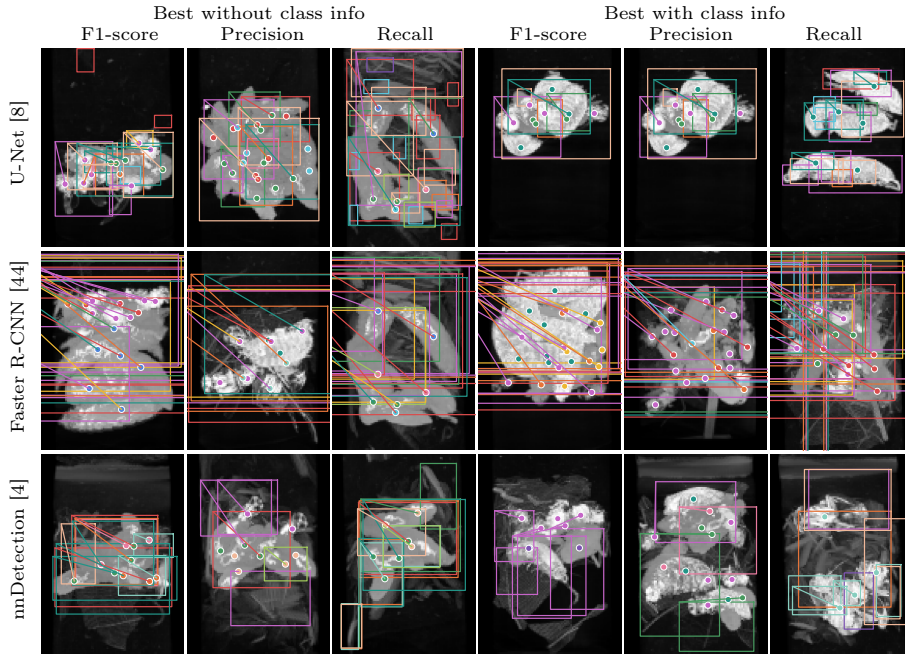 Best without class info Best with class info
F1-score Precision Recall F1-score Precision Recall
U-Net [8]
Faster R-CNN [44]
nnDetection [4]